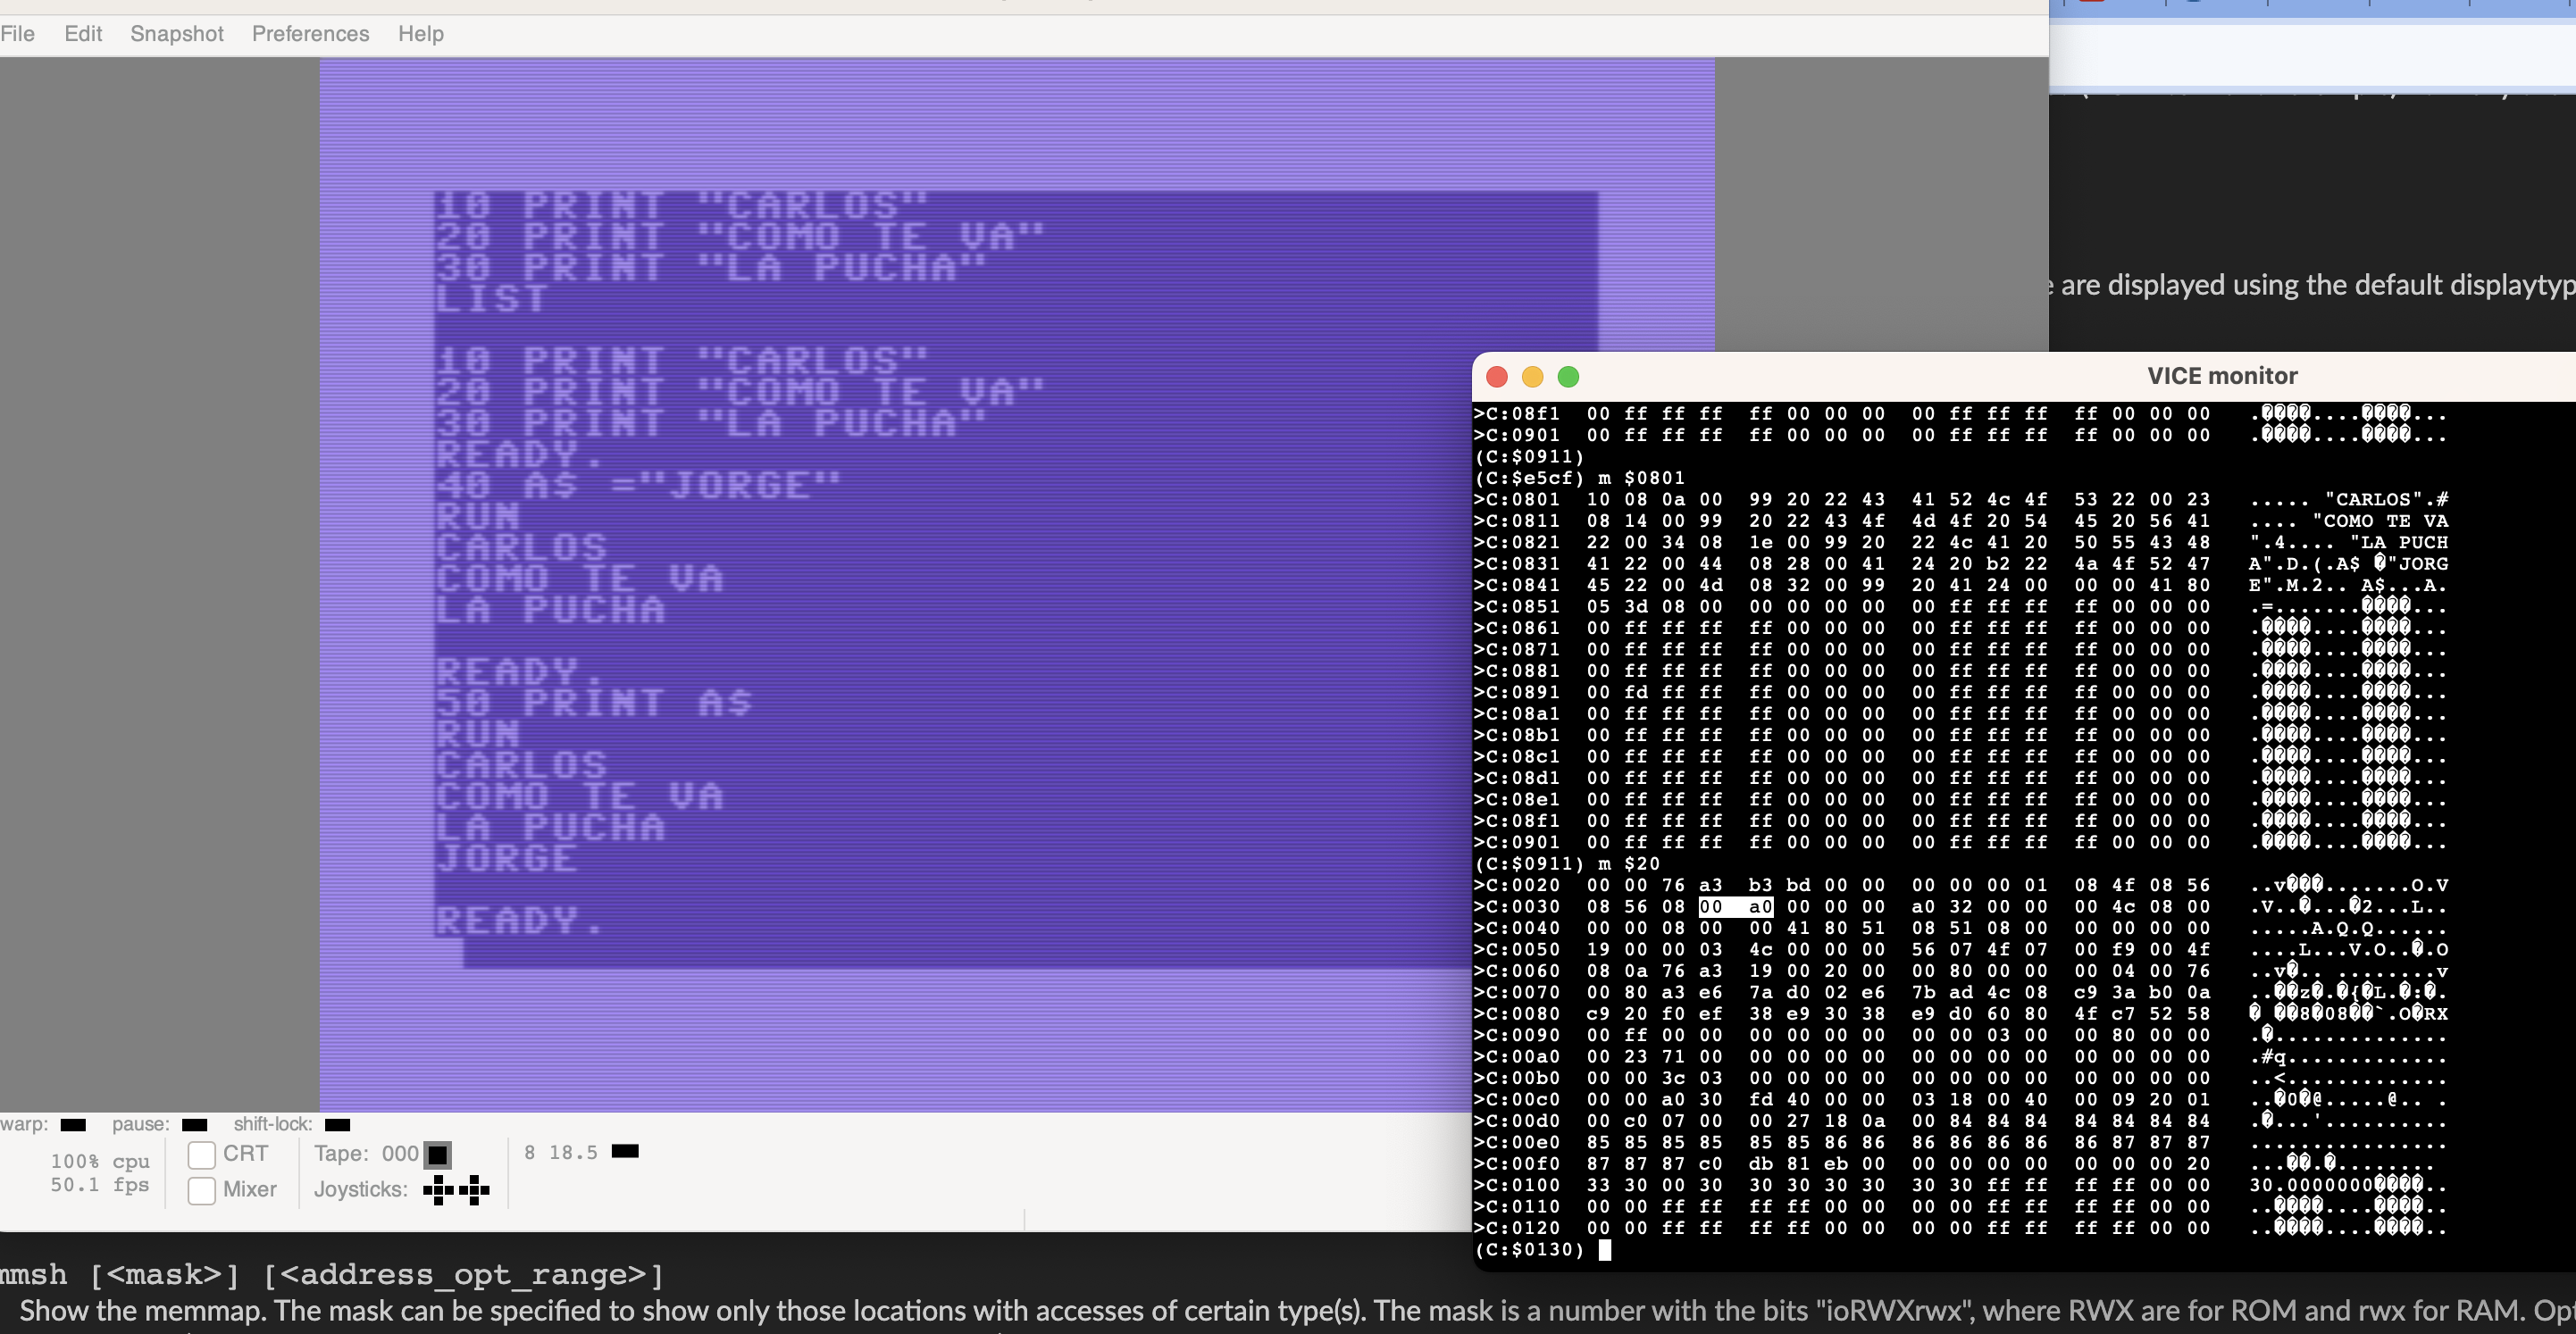 File Edit Snapshot Preferences Help
10 PRINT "CARLOS"
20 PRINT "COMO TE VA"
30 PRINT "LA PUCHA"
LIST
10 PRINT "CARLOS"
20 PRINT "COMO TE VA"
30 PRINT "LA PUCHA"
READY.
40 A$ ="JORGE"
RUN
CARLOS
COMO TE VA
LA PUCHA
READY.
50 PRINT A$
RUN
CARLOS
COMO TE VA
LA PUCHA
JORGE
READY.
warp: pause: shift-lock:
100% cpu
50.1 fps
CRT
Mixer
Tape: 000
Joysticks:
8 18.5
are displayed using the default displaytyp
VICE monitor
>C:08f1 00 ff ff ff ff 00 00 00 00 ff ff ff ff 00 00 00 .����....����...
>C:0901 00 ff ff ff ff 00 00 00 00 ff ff ff ff 00 00 00 .����....����...
(C:$0911)
(C:$e5cf) m $0801
>C:0801 10 08 0a 00 99 20 22 43 41 52 4c 4f 53 22 00 23 ..... "CARLOS".#
>C:0811 08 14 00 99 20 22 43 4f 4d 4f 20 54 45 20 56 41 .... "COMO TE VA
>C:0821 22 00 34 08 1e 00 99 20 22 4c 41 20 50 55 43 48 ".4.... "LA PUCH
>C:0831 41 22 00 44 08 28 00 41 24 20 b2 22 4a 4f 52 47 A".D.(.A$ �"JORG
>C:0841 45 22 00 4d 08 32 00 99 20 41 24 00 00 00 41 80 E".M.2.. A$...A.
>C:0851 05 3d 08 00 00 00 00 00 00 ff ff ff ff 00 00 00 .=.......����...
>C:0861 00 ff ff ff ff 00 00 00 00 ff ff ff ff 00 00 00 .����....����...
>C:0871 00 ff ff ff ff 00 00 00 00 ff ff ff ff 00 00 00 .����....����...
>C:0881 00 ff ff ff ff 00 00 00 00 ff ff ff ff 00 00 00 .����....����...
>C:0891 00 fd ff ff ff 00 00 00 00 ff ff ff ff 00 00 00 .����....����...
>C:08a1 00 ff ff ff ff 00 00 00 00 ff ff ff ff 00 00 00 .����....����...
>C:08b1 00 ff ff ff ff 00 00 00 00 ff ff ff ff 00 00 00 .����....����...
>C:08c1 00 ff ff ff ff 00 00 00 00 ff ff ff ff 00 00 00 .����....����...
>C:08d1 00 ff ff ff ff 00 00 00 00 ff ff ff ff 00 00 00 .����....����...
>C:08e1 00 ff ff ff ff 00 00 00 00 ff ff ff ff 00 00 00 .����....����...
>C:08f1 00 ff ff ff ff 00 00 00 00 ff ff ff ff 00 00 00 .����....����...
>C:0901 00 ff ff ff ff 00 00 00 00 ff ff ff ff 00 00 00 .����....����...
(C:$0911) m $20
>C:0020 00 00 76 a3 b3 bd 00 00 00 00 00 01 08 4f 08 56 ..v���.......O.V
>C:0030 08 56 08 00 a0 00 00 00 a0 32 00 00 00 4c 08 00 .V..�...�2...L..
>C:0040 00 00 08 00 00 41 80 51 08 51 08 00 00 00 00 00 .....A.Q.Q......
>C:0050 19 00 00 03 4c 00 00 00 56 07 4f 07 00 f9 00 4f ....L...V.O..�.O
>C:0060 08 0a 76 a3 19 00 20 00 00 80 00 00 00 04 00 76 ..v�.. ........v
>C:0070 00 80 a3 e6 7a d0 02 e6 7b ad 4c 08 c9 3a b0 0a ..��z�.�{�L.�:�.
>C:0080 c9 20 f0 ef 38 e9 30 38 e9 d0 60 80 4f c7 52 58 � ��8�08��`.O�RX
>C:0090 00 ff 00 00 00 00 00 00 00 00 00 03 00 00 80 00 00 .�..............
>C:00a0 00 23 71 00 00 00 00 00 00 00 00 00 00 00 00 00 .#q.............
>C:00b0 00 00 3c 03 00 00 00 00 00 00 00 00 00 00 00 00 ..<.............
>C:00c0 00 00 a0 30 fd 40 00 00 03 18 00 40 00 09 20 01 ..�0�@.....@.. .
>C:00d0 00 c0 07 00 00 27 18 0a 00 84 84 84 84 84 84 84 .�...'..........
>C:00e0 85 85 85 85 85 85 86 86 86 86 86 86 86 87 87 87 ................
>C:00f0 87 87 87 c0 db 81 eb 00 00 00 00 00 00 00 00 20 ...��.�........
>C:0100 33 30 00 30 30 30 30 30 30 30 ff ff ff ff 00 00 30.0000000����..
>C:0110 00 00 ff ff ff ff 00 00 00 00 ff ff ff ff 00 00 ..����....����..
>C:0120 00 00 ff ff ff ff 00 00 00 00 ff ff ff ff 00 00 ..����....����..
(C:$0130)
mmsh [<mask>] [<address_opt_range>]
Show the memmap. The mask can be specified to show only those locations with accesses of certain type(s). The mask is a number with the bits "ioRWXrwx", where RWX are for ROM and rwx for RAM. Op